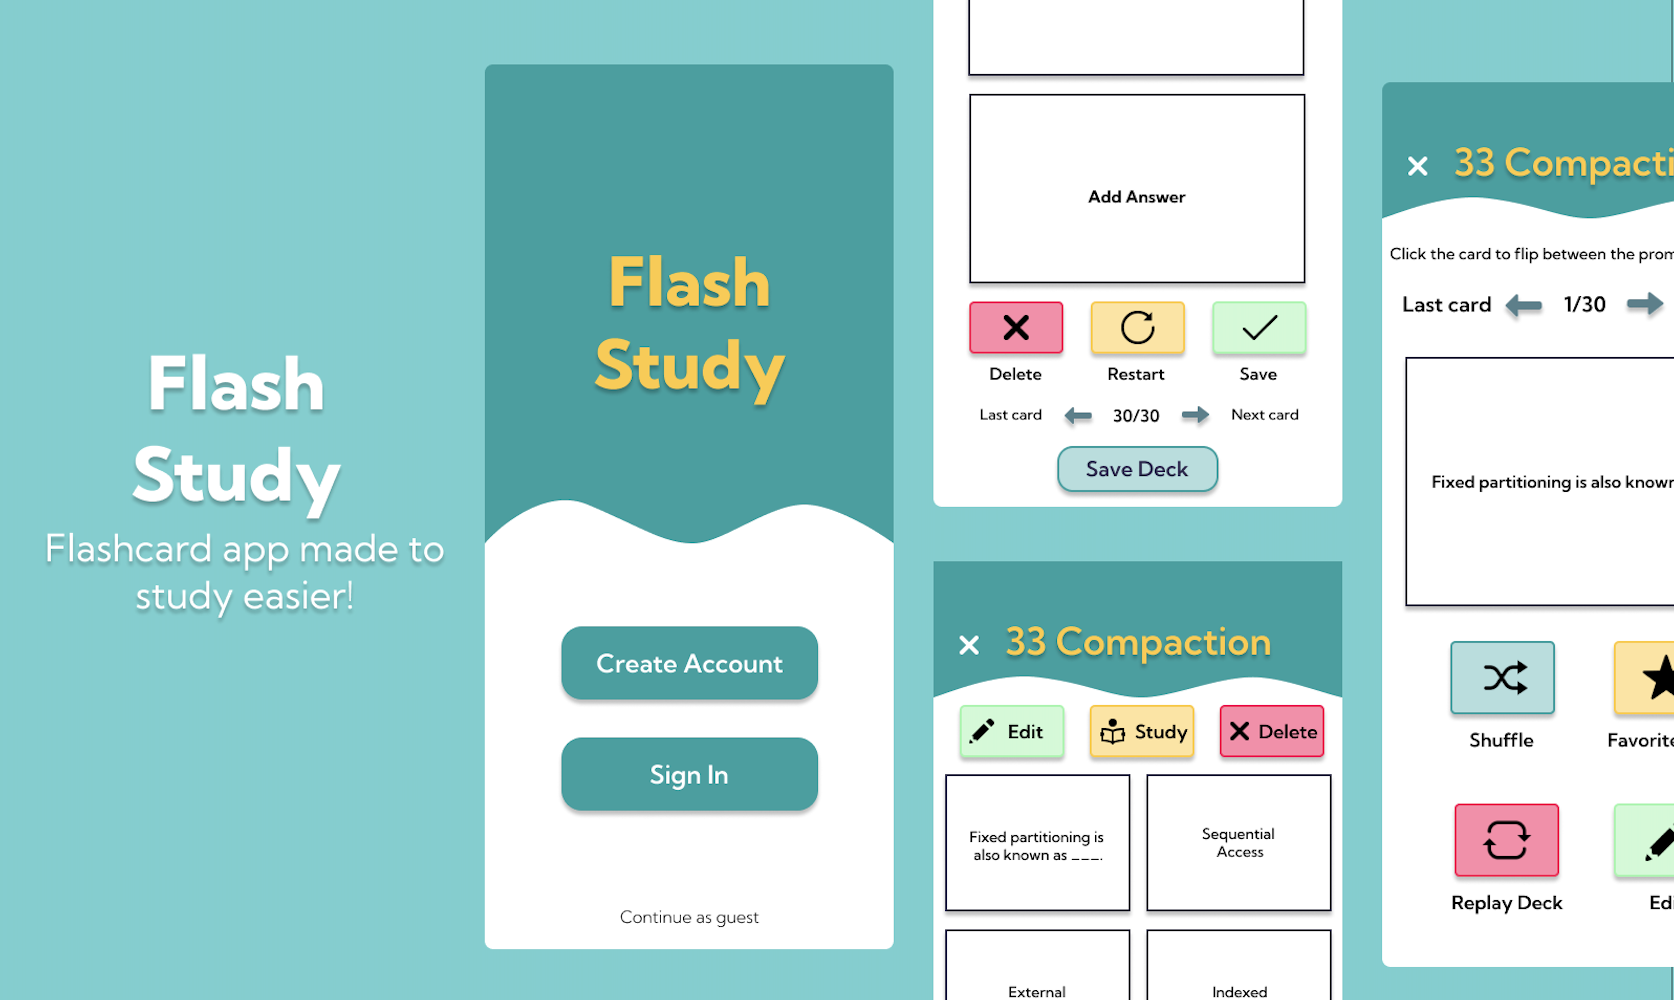 Flash
Study
Flashcard app made to
study easier!
Flash
Study
Create Account
Sign In
Continue as guest
Add Answer
Delete
Restart
Save
Last card
30/30
Next card
Save Deck
33 Compaction
Edit
Study
Delete
Fixed partitioning is
also known as ___.
Sequential
Access
External
Indexed
33 Compacti
Click the card to flip between the prom
Last card
1/30
Fixed partitioning is also known
Shuffle
Favorite
Replay Deck
Edi